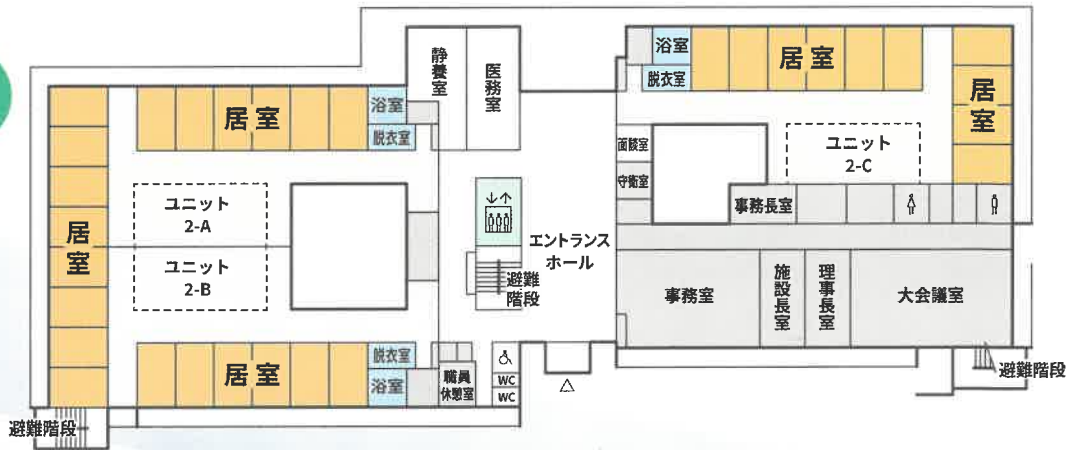 静養室
医務室
浴室
脱衣室
居室
居室
居室
浴室
脱衣室
面談室
守衛室
ユニット
2-C
事務長室
ユニット
2-A
ユニット
2-B
居室
エントランス
ホール
避難
階段
事務室
施設長室
理事長室
大会議室
居室
脱衣室
浴室
職員
休憩室
WC
WC
避難階段
避難階段